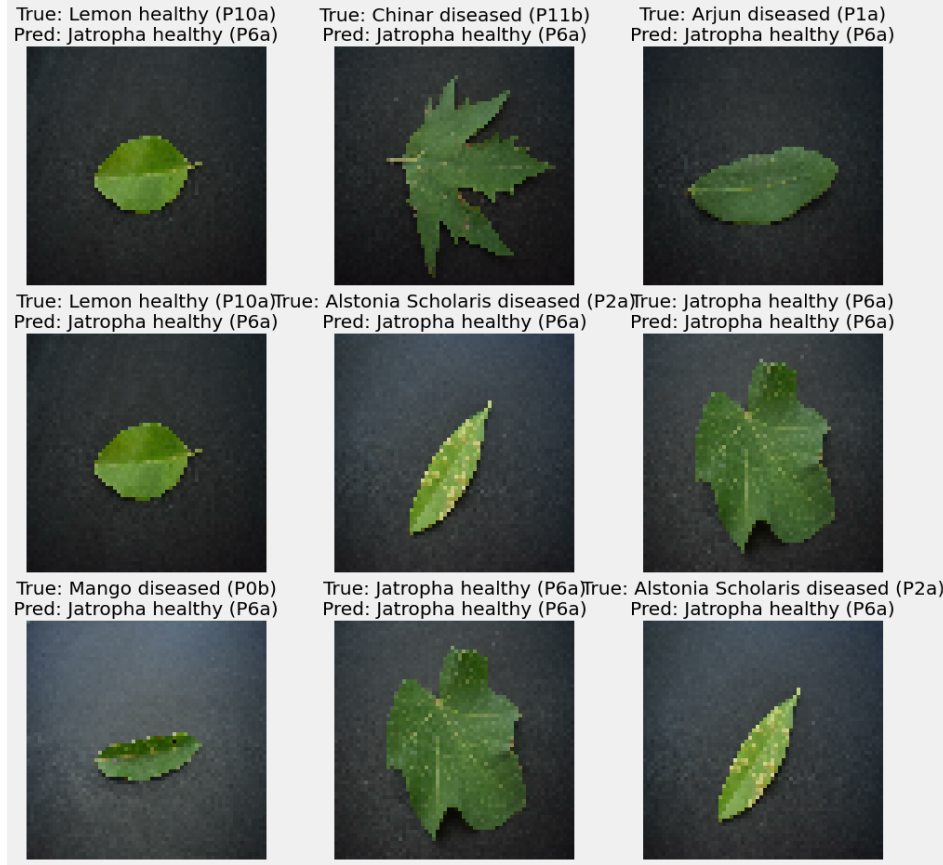 True: Lemon healthy (P10a)
Pred: Jatropha healthy (P6a)
True: Chinar diseased (P11b)
Pred: Jatropha healthy (P6a)
True: Arjun diseased (P1a)
Pred: Jatropha healthy (P6a)
True: Lemon healthy (P10a)
Pred: Jatropha healthy (P6a)
True: Alstonia Scholaris diseased (P2a)
Pred: Jatropha healthy (P6a)
True: Jatropha healthy (P6a)
Pred: Jatropha healthy (P6a)
True: Mango diseased (P0b)
Pred: Jatropha healthy (P6a)
True: Jatropha healthy (P6a)
Pred: Jatropha healthy (P6a)
True: Alstonia Scholaris diseased (P2a)
Pred: Jatropha healthy (P6a)